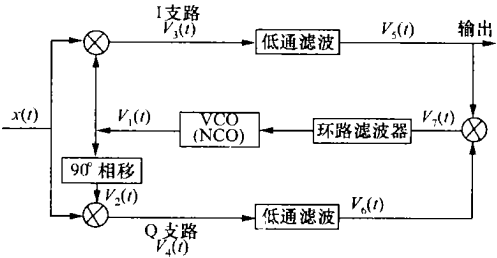 I 支路
V₃(t)
低通滤波
V₅(t)
输出
x(t)
V₁(t)
VCO
(NCO)
环路滤波器
V₇(t)
90° 相移
V₂(t)
Q 支路
V₄(t)
低通滤波
V₆(t)